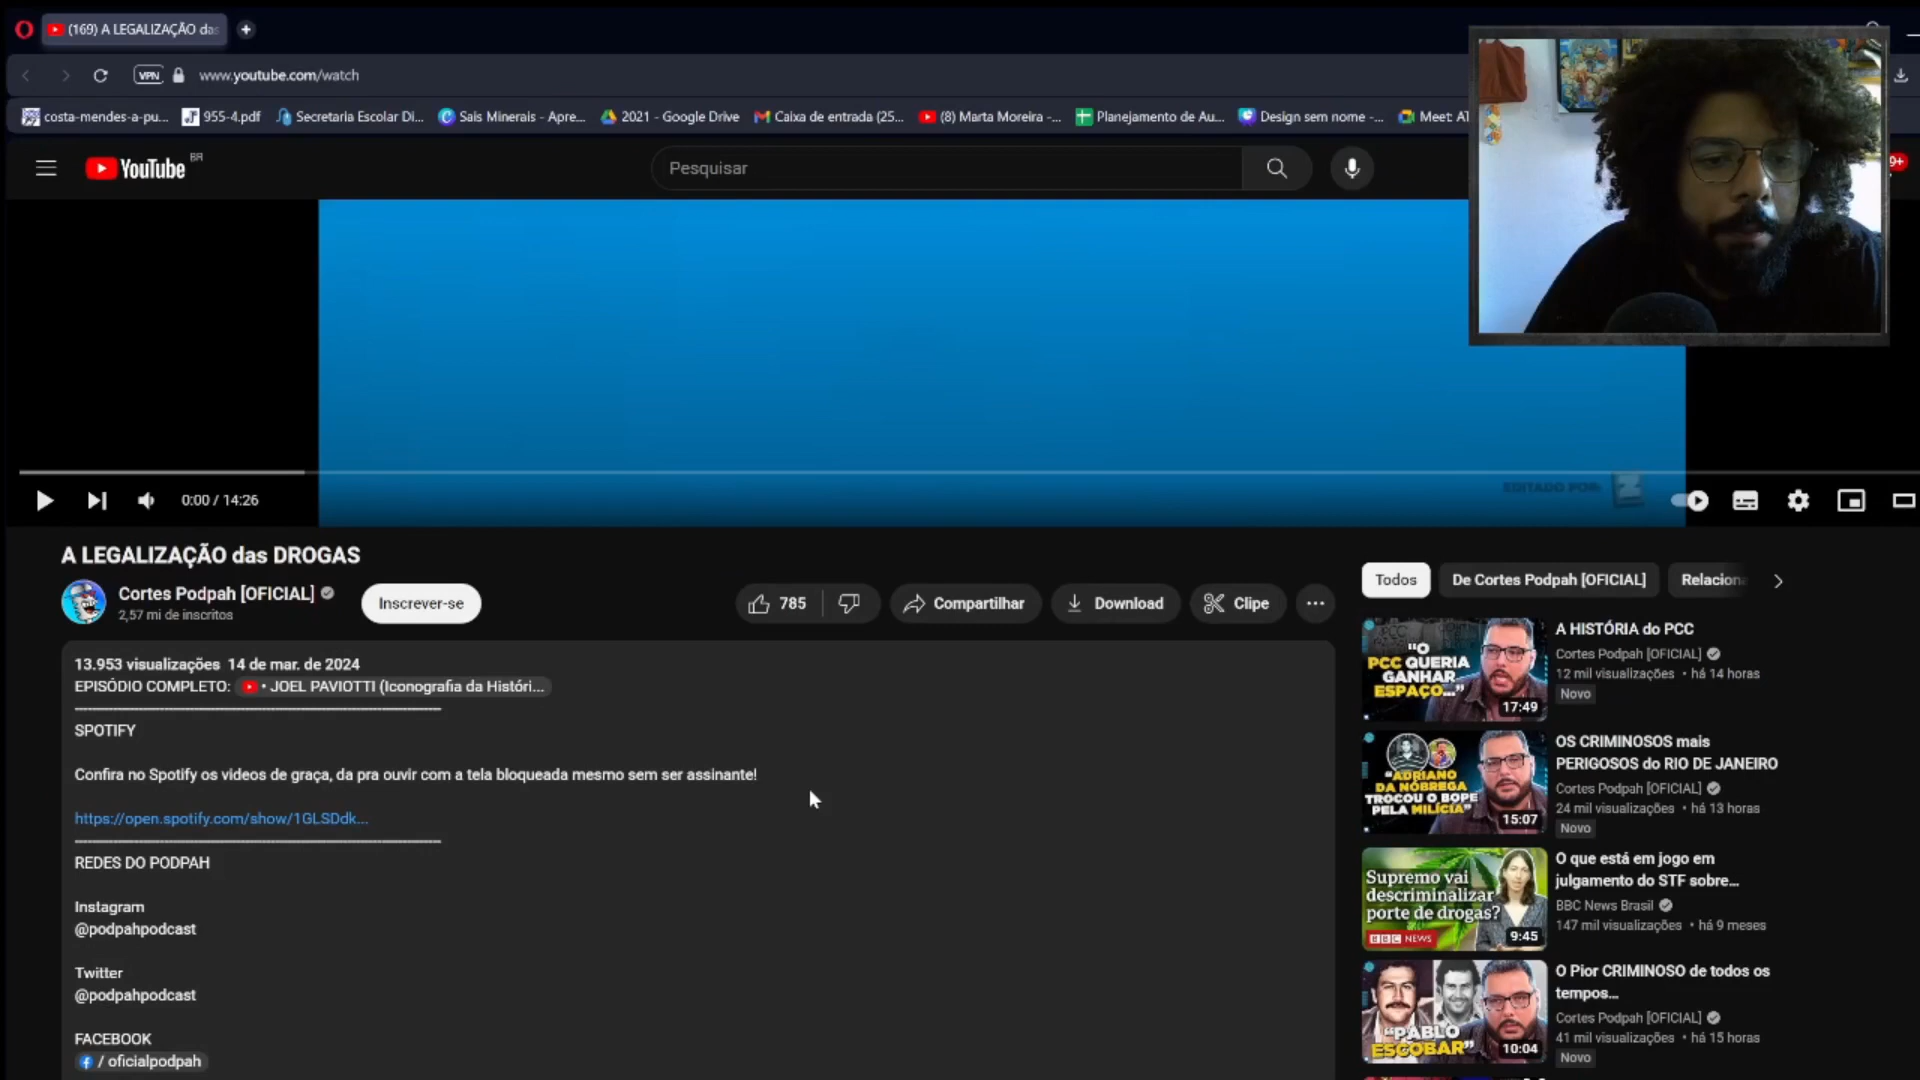 (169) A LEGALIZAÇÃO das
VPN
www.youtube.com/watch
costa-mendes-a-pu...
955-4.pdf
Secretaria Escolar Di...
Sais Minerais - Apre...
2021 - Google Drive
Caixa de entrada (25...
(8) Marta Moreira -...
Planejamento de Au...
Design sem nome -...
Meet: AT
YouTube
BR
Pesquisar
9+
EDITADO POR:
0:00 / 14:26
A LEGALIZAÇÃO das DROGAS
Cortes Podpah [OFICIAL]
2,57 mi de inscritos
Inscrever-se
785
Compartilhar
Download
Clipe
13.953 visualizações 14 de mar. de 2024
EPISÓDIO COMPLETO: • JOEL PAVIOTTI (Iconografia da Históri...
SPOTIFY
Confira no Spotify os videos de graça, da pra ouvir com a tela bloqueada mesmo sem ser assinante!
https://open.spotify.com/show/1GLSDdk...
REDES DO PODPAH
Instagram
@podpahpodcast
Twitter
@podpahpodcast
FACEBOOK
/ oficialpodpah
Todos
De Cortes Podpah [OFICIAL]
Relacion
"O
PCC QUERIA
GANHAR
ESPAÇO..."
17:49
A HISTÓRIA do PCC
Cortes Podpah [OFICIAL]
12 mil visualizações • há 14 horas
Novo
"ADRIANO
DA NÓBREGA
TROCOU O BOPE
PELA MILÍCIA"
15:07
OS CRIMINOSOS mais
PERIGOSOS do RIO DE JANEIRO
Cortes Podpah [OFICIAL]
24 mil visualizações • há 13 horas
Novo
Supremo vai
descriminalizar
porte de drogas?
BBC NEWS
9:45
O que está em jogo em
julgamento do STF sobre...
BBC News Brasil
147 mil visualizações • há 9 meses
"PABLO
ESCOBAR"
10:04
O Pior CRIMINOSO de todos os
tempos...
Cortes Podpah [OFICIAL]
41 mil visualizações • há 15 horas
Novo